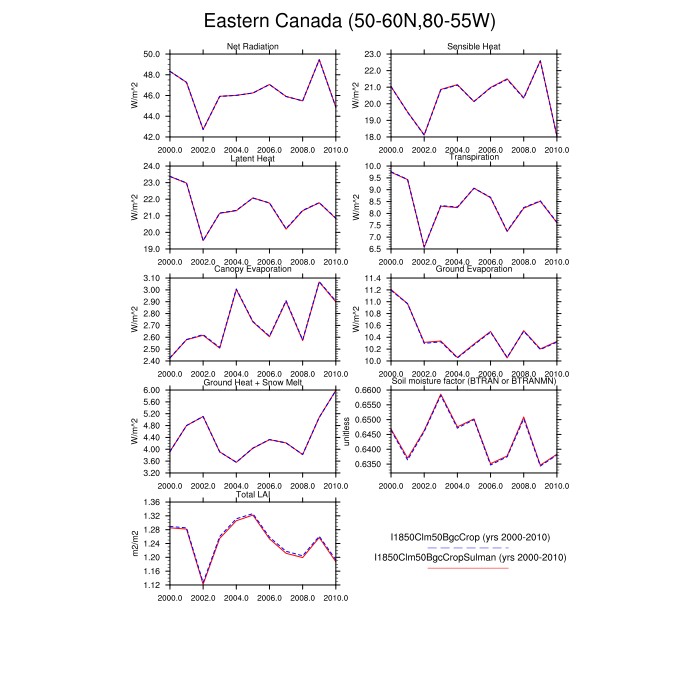 Eastern Canada (50-60N,80-55W)
Net Radiation
W/m^2
50.0
48.0
46.0
44.0
42.0
2000.0 2002.0 2004.0 2006.0 2008.0 2010.0
Sensible Heat
W/m^2
23.0
22.0
21.0
20.0
19.0
18.0
2000.0 2002.0 2004.0 2006.0 2008.0 2010.0
Latent Heat
W/m^2
24.0
23.0
22.0
21.0
20.0
19.0
2000.0 2002.0 2004.0 2006.0 2008.0 2010.0
Transpiration
W/m^2
10.0
9.5
9.0
8.5
8.0
7.5
7.0
6.5
2000.0 2002.0 2004.0 2006.0 2008.0 2010.0
Canopy Evaporation
W/m^2
3.10
3.00
2.90
2.80
2.70
2.60
2.50
2.40
2000.0 2002.0 2004.0 2006.0 2008.0 2010.0
Ground Evaporation
W/m^2
11.4
11.2
11.0
10.8
10.6
10.4
10.2
10.0
2000.0 2002.0 2004.0 2006.0 2008.0 2010.0
Ground Heat + Snow Melt
W/m^2
6.00
5.60
5.20
4.80
4.40
4.00
3.60
3.20
2000.0 2002.0 2004.0 2006.0 2008.0 2010.0
Soil moisture factor (BTRAN or BTRANMN)
unitless
0.6600
0.6550
0.6500
0.6450
0.6400
0.6350
2000.0 2002.0 2004.0 2006.0 2008.0 2010.0
Total LAI
m2/m2
1.36
1.32
1.28
1.24
1.20
1.16
1.12
2000.0 2002.0 2004.0 2006.0 2008.0 2010.0
I1850Clm50BgcCrop (yrs 2000-2010)
I1850Clm50BgcCropSulman (yrs 2000-2010)